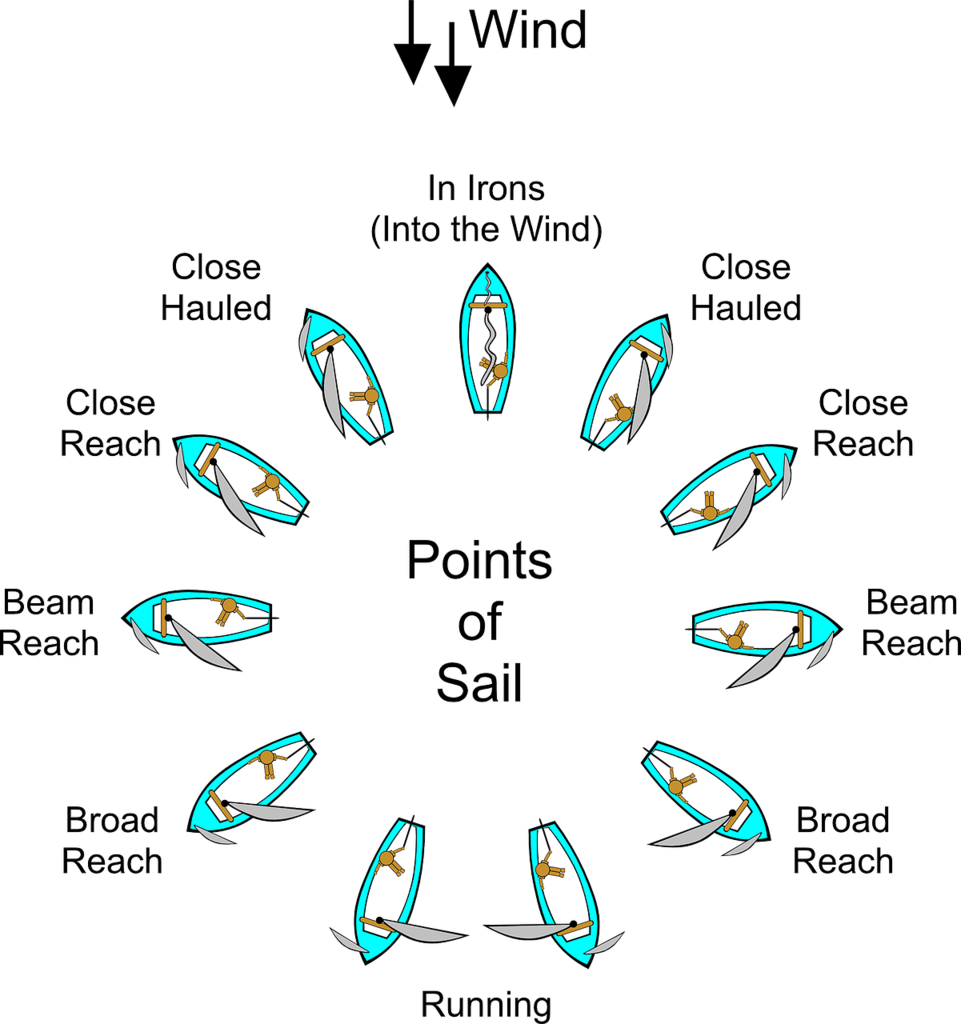 Wind
In Irons
(Into the Wind)
Close
Hauled
Close
Hauled
Close
Reach
Close
Reach
Points
of
Sail
Beam
Reach
Beam
Reach
Broad
Reach
Broad
Reach
Running